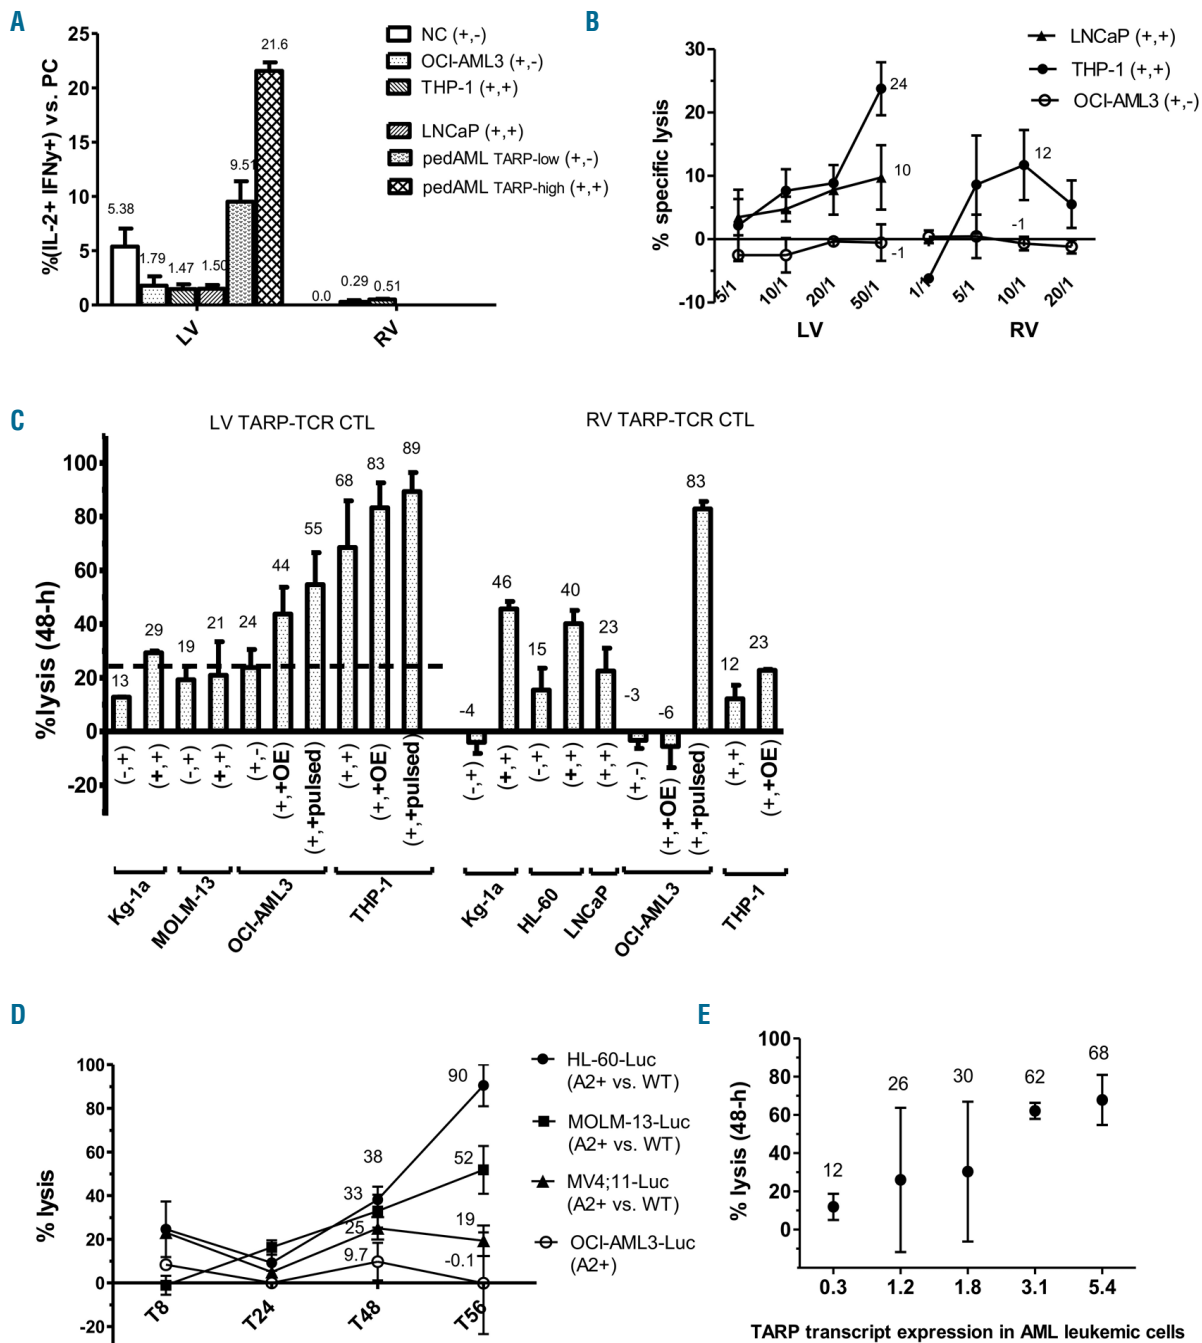 A
%(IL-2+ IFNy+) vs. PC
25
20
15
10
5
0
5.38
1.79
1.47
1.50
9.51
21.6
0.0
0.29
0.51
LV
RV
NC (+,-)
OCI-AML3 (+,-)
THP-1 (+,+)
LNCaP (+,+)
pedAML TARP-low (+,-)
pedAML TARP-high (+,+)
B
% specific lysis
30
20
10
0
-10
24
10
-1
12
-1
5/1
10/1
20/1
50/1
1/1
5/1
10/1
20/1
LV
RV
LNCaP (+,+)
THP-1 (+,+)
OCI-AML3 (+,-)
C
LV TARP-TCR CTL
RV TARP-TCR CTL
%lysis (48-h)
100
80
60
40
20
0
-20
13
29
19
21
24
44
55
68
83
89
-4
46
15
40
23
-3
-6
83
12
23
(-,+)
(+,+)
(-,+)
(+,+)
(+,-)
(+,+OE)
(+,+pulsed)
(+,+)
(+,+OE)
(+,+pulsed)
(-,+)
(+,+)
(-,+)
(+,+)
(+,+)
(+,-)
(+,+OE)
(+,+pulsed)
(+,+)
(+,+OE)
Kg-1a
MOLM-13
OCI-AML3
THP-1
Kg-1a
HL-60
LNCaP
OCI-AML3
THP-1
D
% lysis
100
80
60
40
20
0
-20
38
33
25
9.7
90
52
19
-0.1
T8
T24
T48
T56
HL-60-Luc
(A2+ vs. WT)
MOLM-13-Luc
(A2+ vs. WT)
MV4;11-Luc
(A2+ vs. WT)
OCI-AML3-Luc
(A2+)
E
% lysis (48-h)
100
80
60
40
20
0
12
26
30
62
68
0.3
1.2
1.8
3.1
5.4
TARP transcript expression in AML leukemic cells